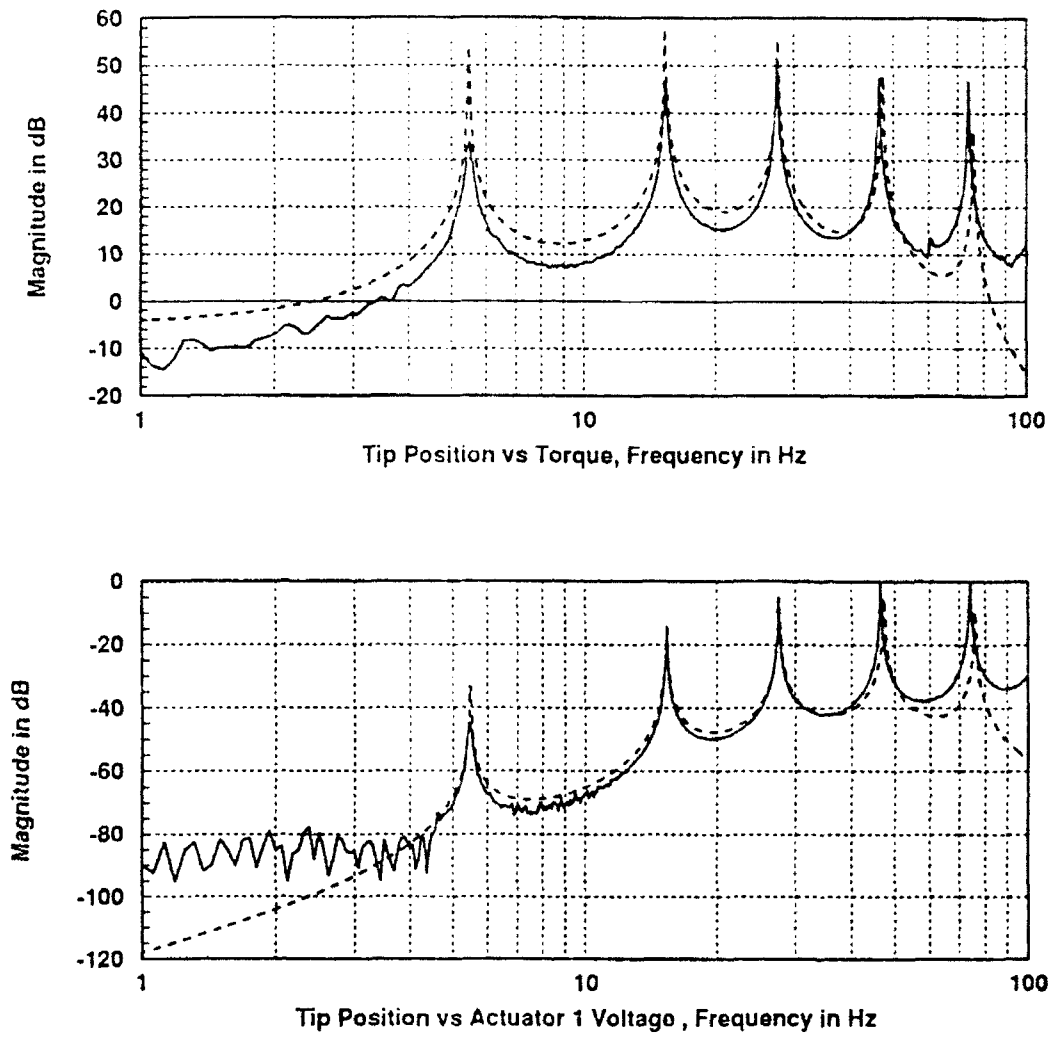 60
50
40
30
20
10
0
-10
-20
Magnitude in dB
1 10 100
Tip Position vs Torque, Frequency in Hz
0
-20
-40
-60
-80
-100
-120
Magnitude in dB
1 10 100
Tip Position vs Actuator 1 Voltage , Frequency in Hz